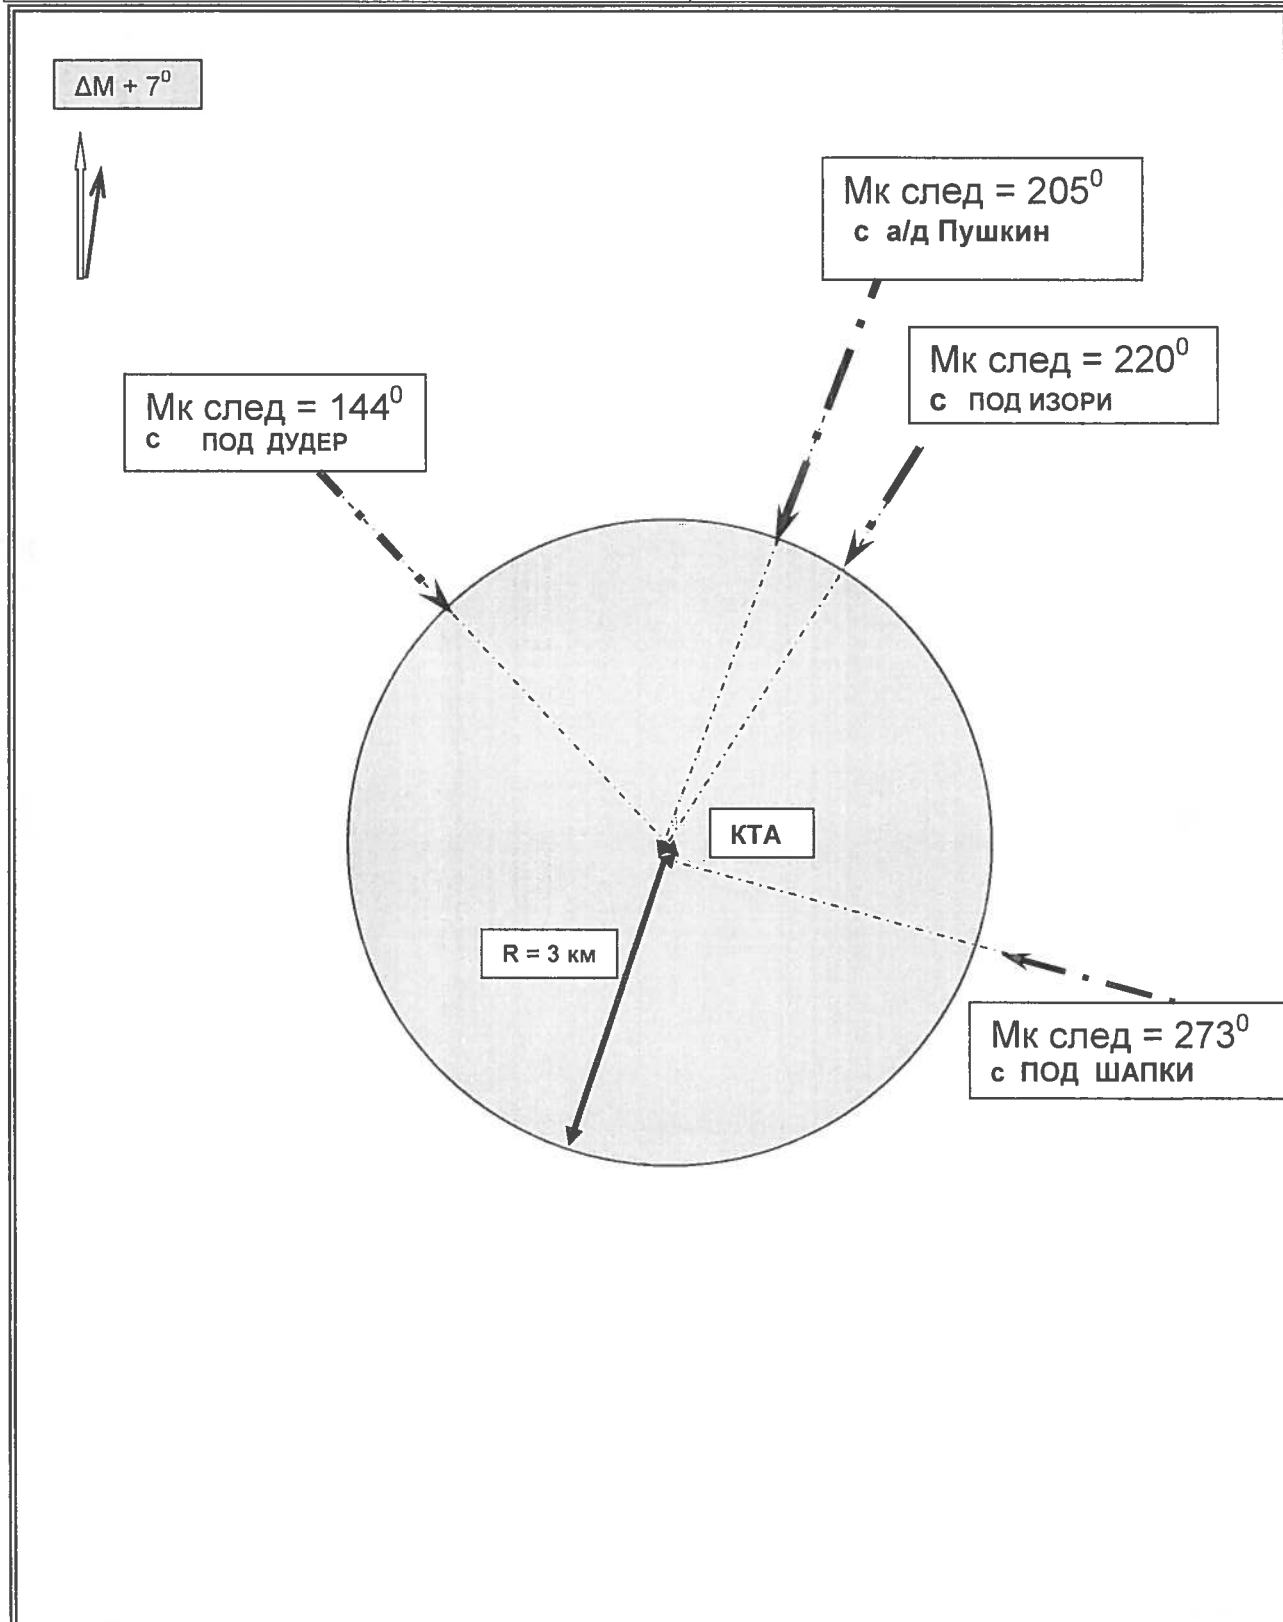 ΔМ + 7⁰
Мк след = 205⁰
с а/д Пушкин
Мк след = 220⁰
с ПОД ИЗОРИ
Мк след = 144⁰
с ПОД ДУДЕР
КТА
R = 3 км
Мк след = 273⁰
с ПОД ШАПКИ